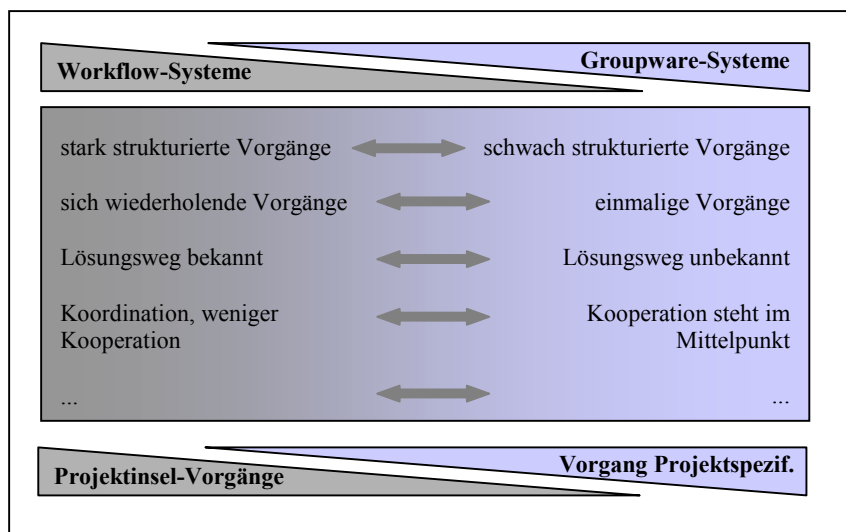 Workflow-Systeme
Groupware-Systeme
stark strukturierte Vorgänge
schwach strukturierte Vorgänge
sich wiederholende Vorgänge
einmalige Vorgänge
Lösungsweg bekannt
Lösungsweg unbekannt
Koordination, weniger
Kooperation
Kooperation steht im
Mittelpunkt
...
...
Projektinsel-Vorgänge
Vorgang Projektspezif.